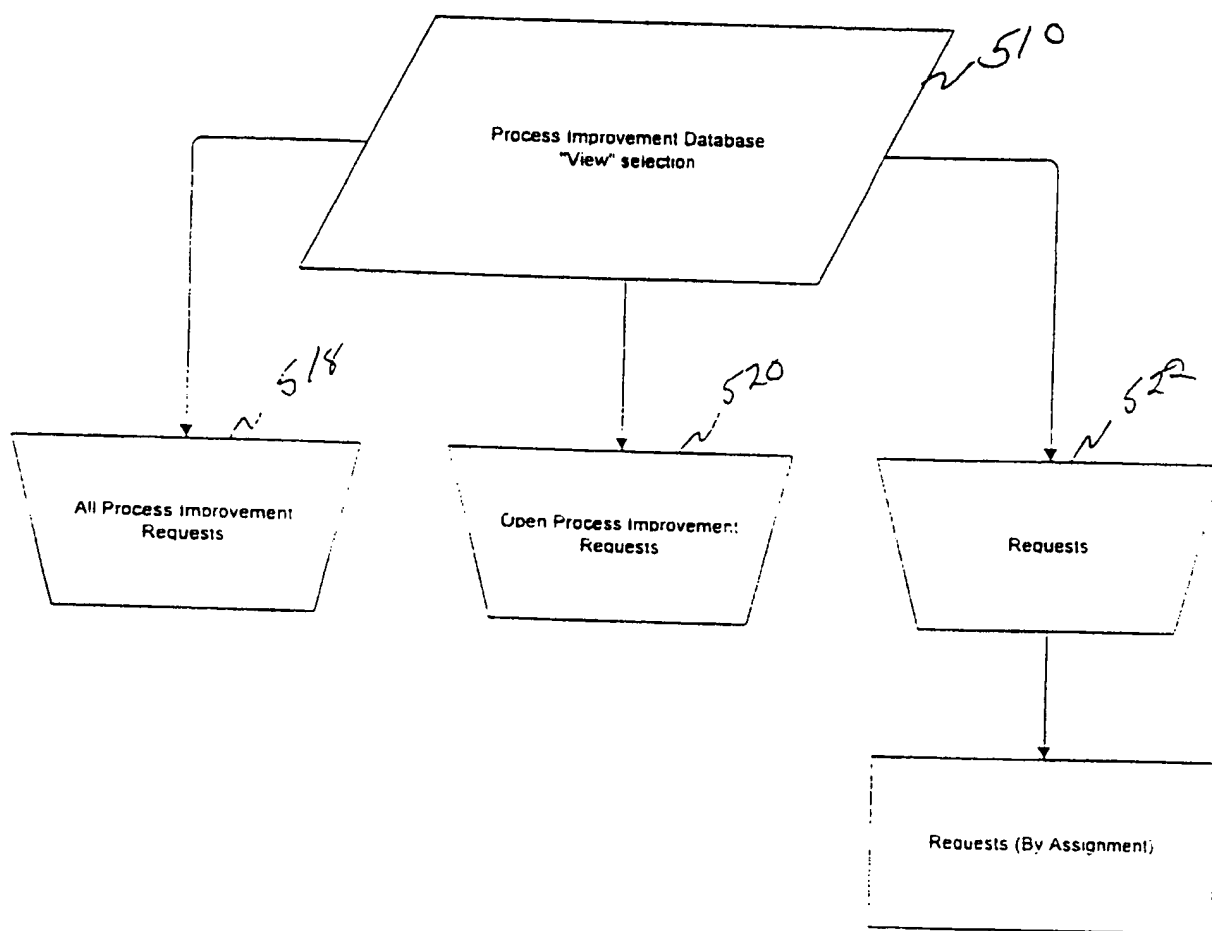 510
Process Improvement Database
"View" selection
518
520
522
All Process Improvement
Requests
Open Process Improvement
Requests
Requests
Requests (By Assignment)